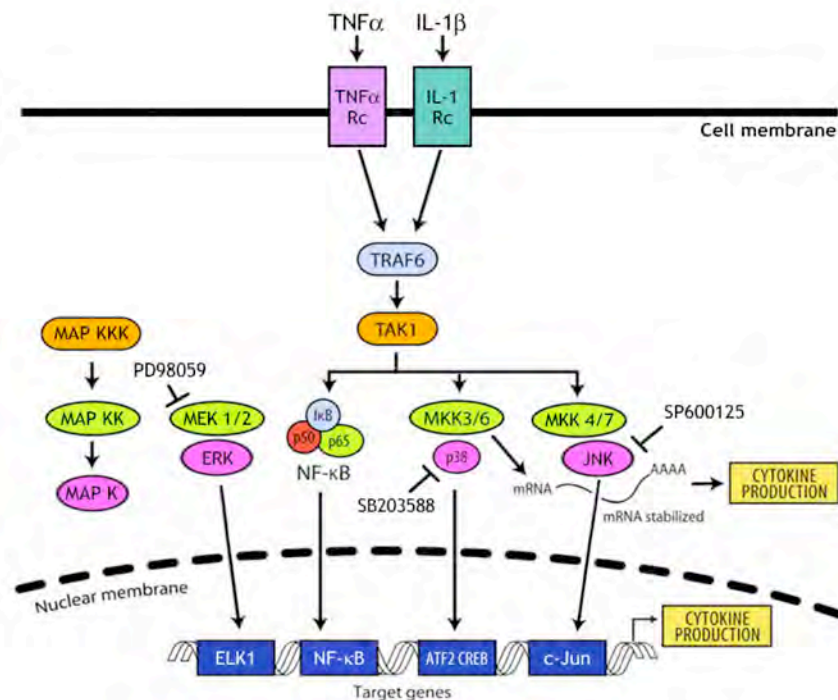 TNFα
IL-1β
TNFα
Rc
IL-1
Rc
Cell membrane
TRAF6
TAK1
MAP KKK
PD98059
MAP KK
MEK 1/2
IκB
p50
p65
MKK3/6
MKK 4/7
SP600125
ERK
NF-κB
p38
JNK
MAP K
SB203588
mRNA
AAAA
mRNA stabilized
CYTOKINE
PRODUCTION
Nuclear membrane
ELK1
NF-κB
ATF2 CREB
c-Jun
CYTOKINE
PRODUCTION
Target genes